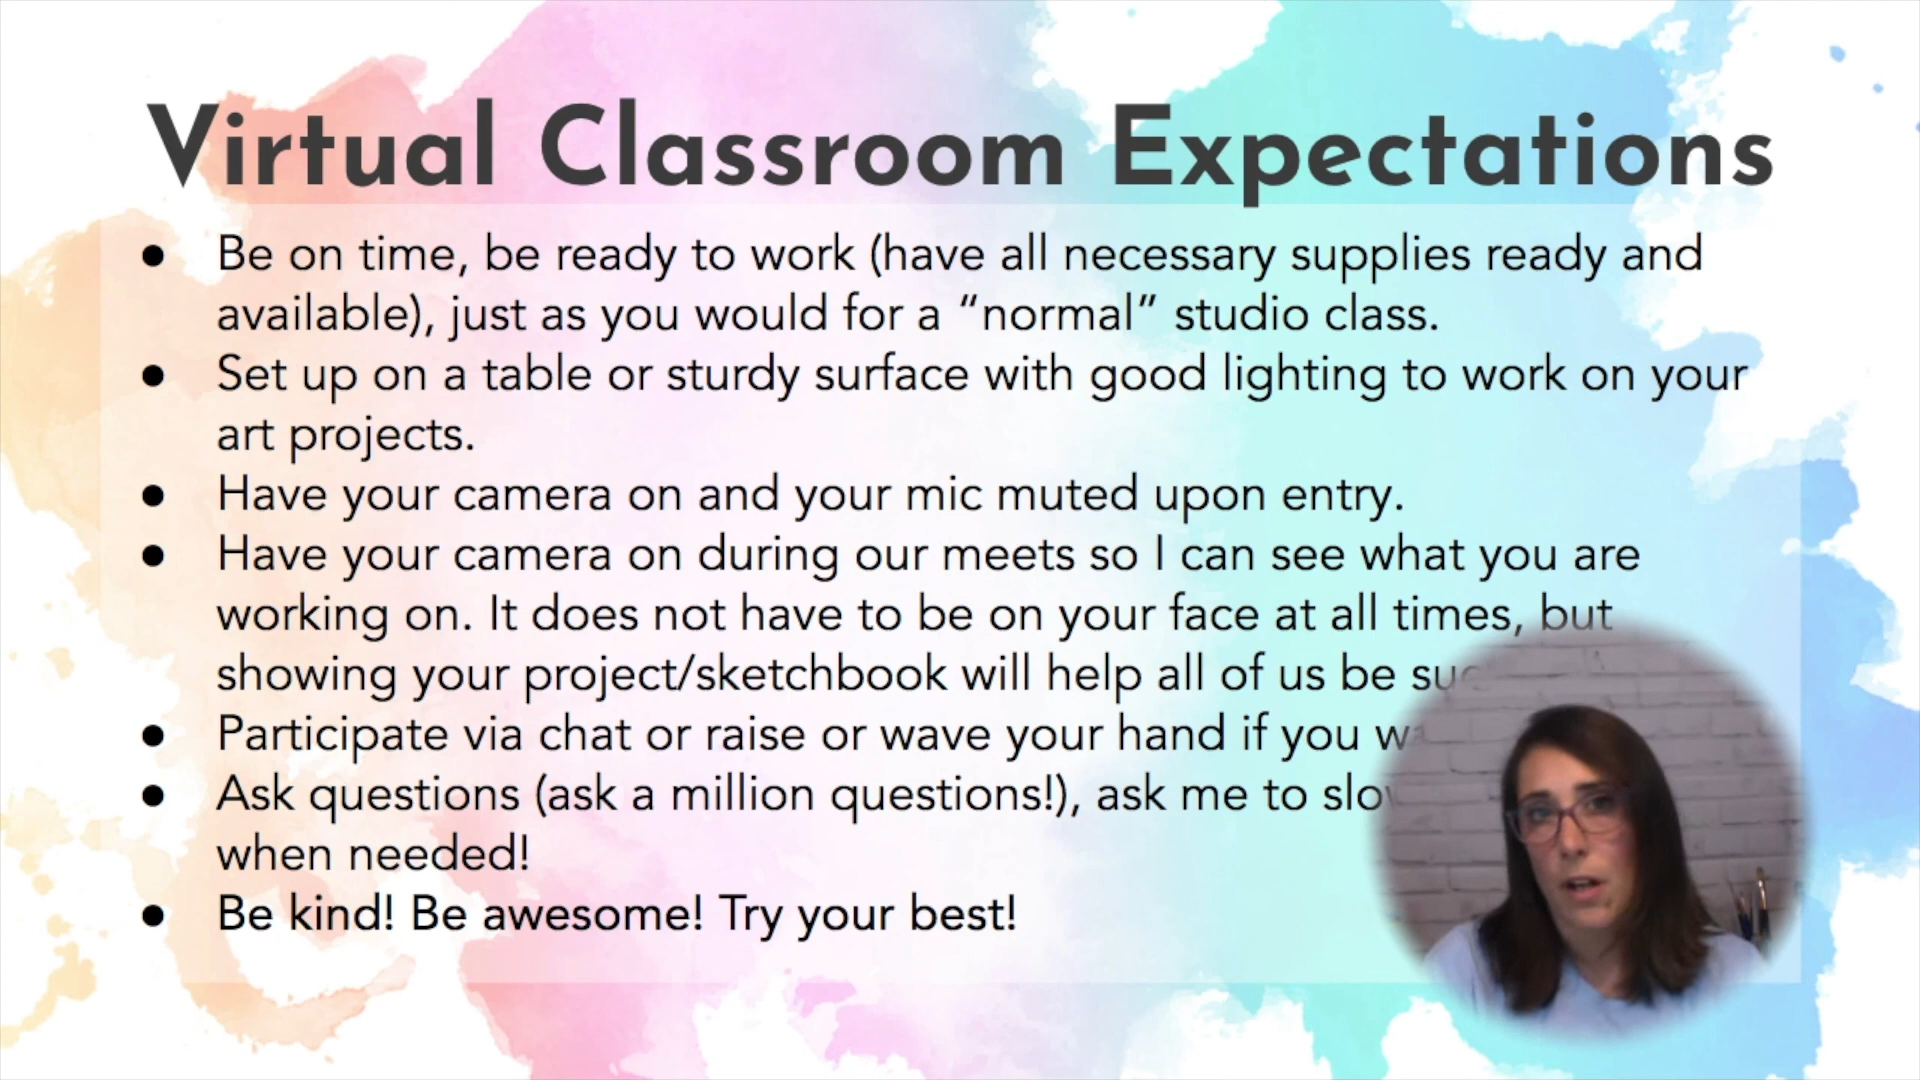 Virtual Classroom Expectations
● Be on time, be ready to work (have all necessary supplies ready and
available), just as you would for a “normal” studio class.
● Set up on a table or sturdy surface with good lighting to work on your
art projects.
● Have your camera on and your mic muted upon entry.
● Have your camera on during our meets so I can see what you are
working on. It does not have to be on your face at all times, but
showing your project/sketchbook will help all of us be
● Participate via chat or raise or wave your hand if you
● Ask questions (ask a million questions!), ask me to
when needed!
● Be kind! Be awesome! Try your best!